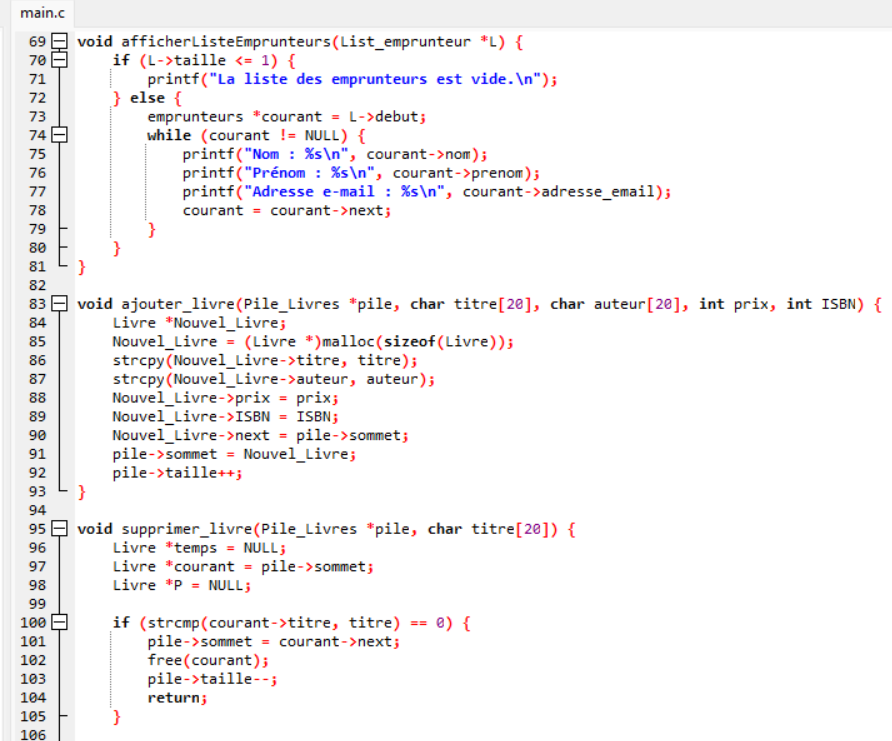 main.c
69 void afficherListeEmprunteurs(List_emprunteur *L) {
70 if (L->taille <= 1) {
71 printf("La liste des emprunteurs est vide.\n");
72 } else {
73 emprunteurs *courant = L->debut;
74 while (courant != NULL) {
75 printf("Nom : %s\n", courant->nom);
76 printf("Prénom : %s\n", courant->prenom);
77 printf("Adresse e-mail : %s\n", courant->adresse_email);
78 courant = courant->next;
79 }
80 }
81 }
82
83 void ajouter_livre(Pile_Livres *pile, char titre[20], char auteur[20], int prix, int ISBN) {
84 Livre *Nouvel_Livre;
85 Nouvel_Livre = (Livre *)malloc(sizeof(Livre));
86 strcpy(Nouvel_Livre->titre, titre);
87 strcpy(Nouvel_Livre->auteur, auteur);
88 Nouvel_Livre->prix = prix;
89 Nouvel_Livre->ISBN = ISBN;
90 Nouvel_Livre->next = pile->sommet;
91 pile->sommet = Nouvel_Livre;
92 pile->taille++;
93 }
94
95 void supprimer_livre(Pile_Livres *pile, char titre[20]) {
96 Livre *temps = NULL;
97 Livre *courant = pile->sommet;
98 Livre *P = NULL;
99
100 if (strcmp(courant->titre, titre) == 0) {
101 pile->sommet = courant->next;
102 free(courant);
103 pile->taille--;
104 return;
105 }
106